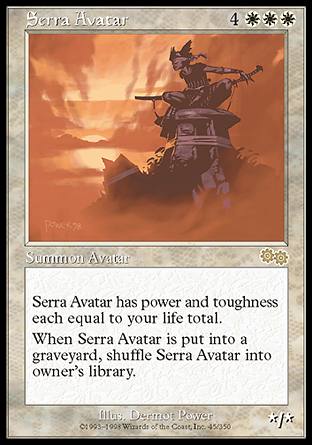 Serra Avatar 4
POWER 98
Summon Avatar
Serra Avatar has power and toughness
each equal to your life total.
When Serra Avatar is put into a
graveyard, shuffle Serra Avatar into
owner's library.
Illus. Dermot Power
©1993–1998 Wizards of the Coast, Inc. 45/350
*/*